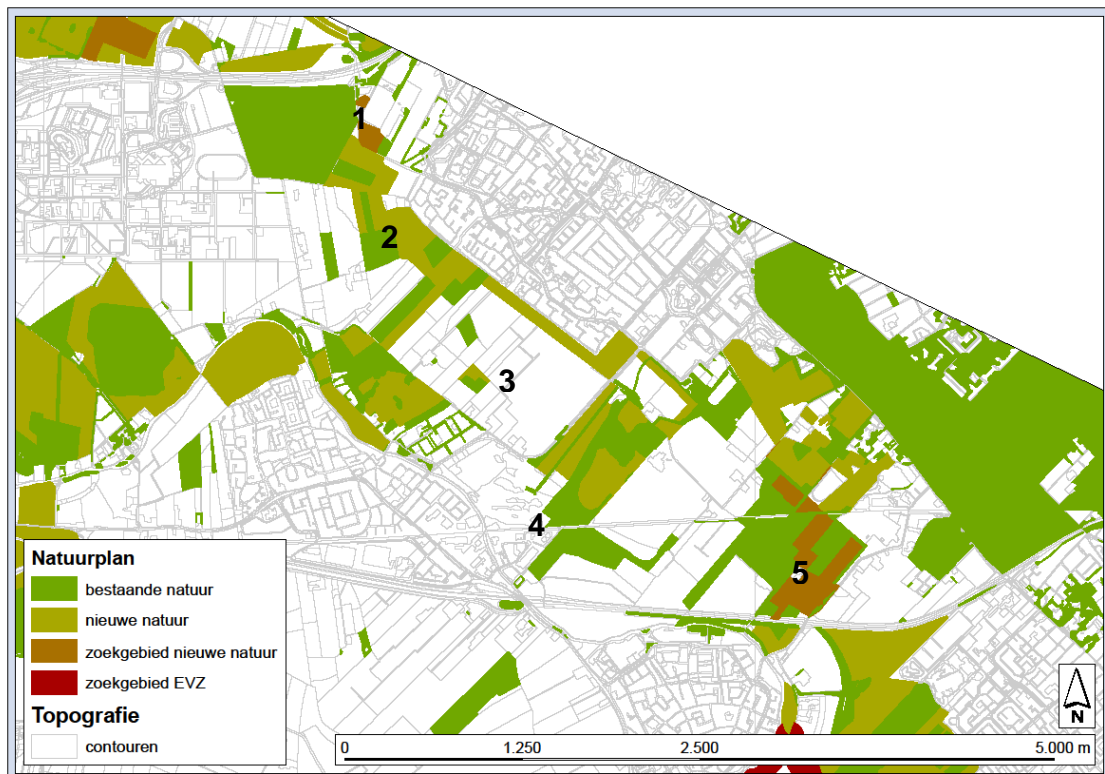 1
2
3
4
5
Natuurplan
bestaande natuur
nieuwe natuur
zoekgebied nieuwe natuur
zoekgebied EVZ
Topografie
contouren
N
0 1.250 2.500 5.000 m